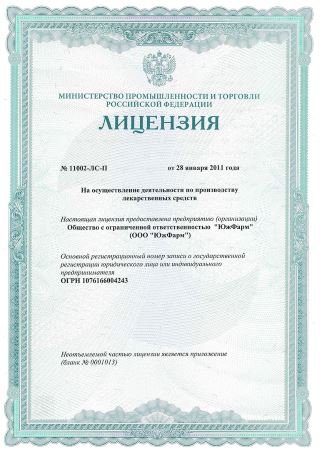 МИНИСТЕРСТВО ПРОМЫШЛЕННОСТИ И ТОРГОВЛИ
РОССИЙСКОЙ ФЕДЕРАЦИИ
ЛИЦЕНЗИЯ
№ 11002-ЛС-П от 28 января 2011 года
На осуществление деятельности по производству
лекарственных средств
Настоящая лицензия предоставлена предприятию (организации)
Общество с ограниченной ответственностью "ЮжФарм"
(ООО "ЮжФарм")
Основной регистрационный номер записи о государственной
регистрации юридического лица или индивидуального
предпринимателя
ОГРН 1076166004243
Неотъемлемой частью лицензии является приложение
(бланк № 0001013)